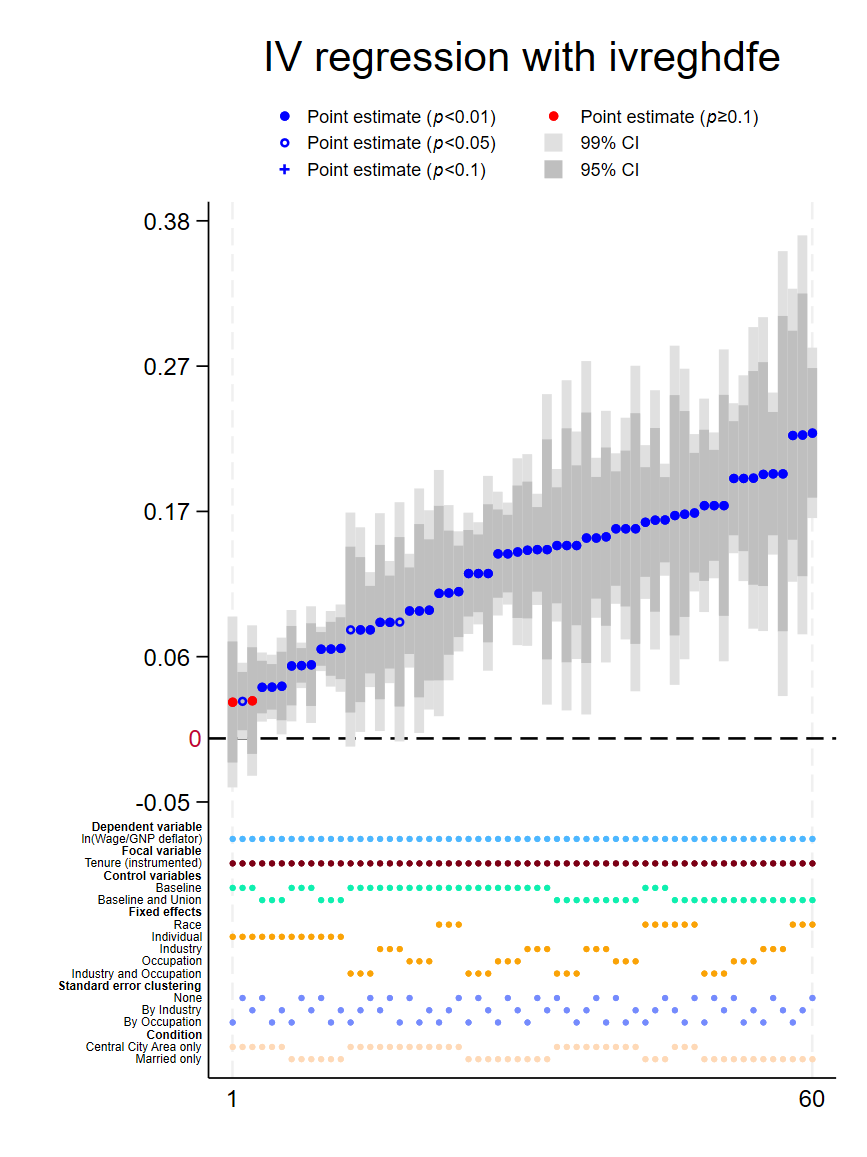 IV regression with ivreghdfe
Point estimate (p<0.01)
Point estimate (p≥0.1)
Point estimate (p<0.05)
99% CI
Point estimate (p<0.1)
95% CI
0.38
0.27
0.17
0.06
0
-0.05
Dependent variable
ln(Wage/GNP deflator)
Focal variable
Tenure (instrumented)
Control variables
Baseline
Baseline and Union
Fixed effects
Race
Individual
Industry
Occupation
Industry and Occupation
Standard error clustering
None
By Industry
By Occupation
Condition
Central City Area only
Married only
1
60